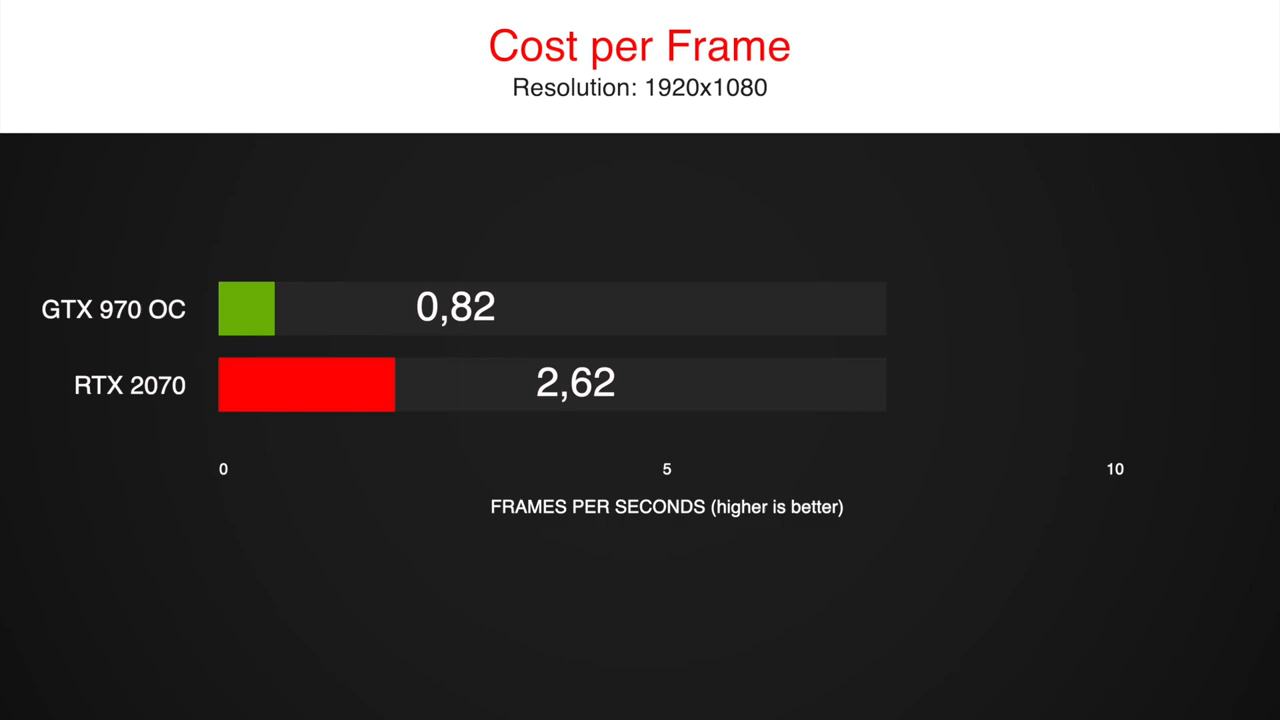 Cost per Frame
Resolution: 1920x1080
GTX 970 OC 0,82
RTX 2070 2,62
0 5 10
FRAMES PER SECONDS (higher is better)